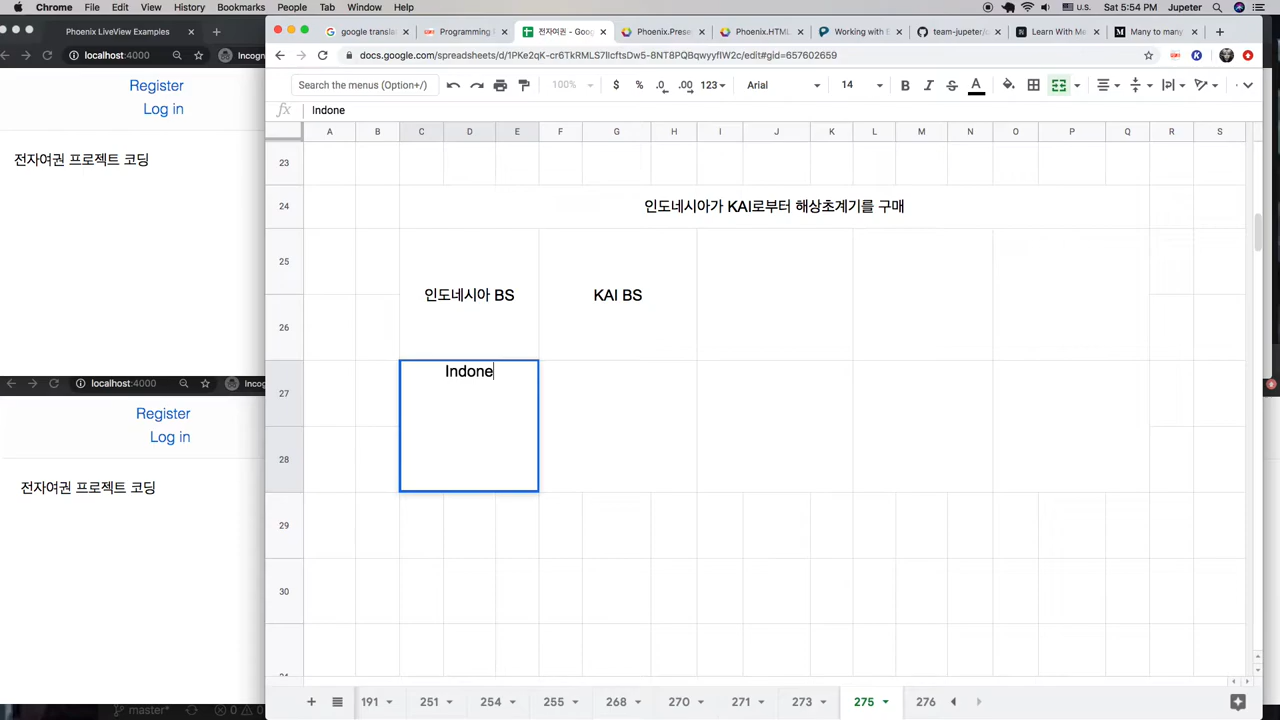 Chrome File Edit View History Bookmarks People Tab Window Help
U.S. Sat 5:54 PM Jupeter
Phoenix LiveView Examples
localhost:4000
Incog
Register
Log in
전자여권 프로젝트 코딩
localhost:4000
Incog
Register
Log in
전자여권 프로젝트 코딩
master*
0
google transla
Programming
전자여권 - Goog
Phoenix.Prese
Phoenix.HTML
Working with E
team-jupeter/c
Learn With Me
Many to many
docs.google.com/spreadsheets/d/1PKe2qK-cr6TkRMLS7llcftsDw5-8NT8PQBqwyyflW2c/edit#gid=657602659
Search the menus (Option+/)
100% $ % .0 .00 123 Arial 14 B I S A
fx Indone
A B C D E F G H I J K L M N O P Q R S
23
24 인도네시아가 KAI로부터 해상초계기를 구매
25
인도네시아 BS KAI BS
26
Indone
27
28
29
30
191 251 254 255 268 270 271 273 275 276